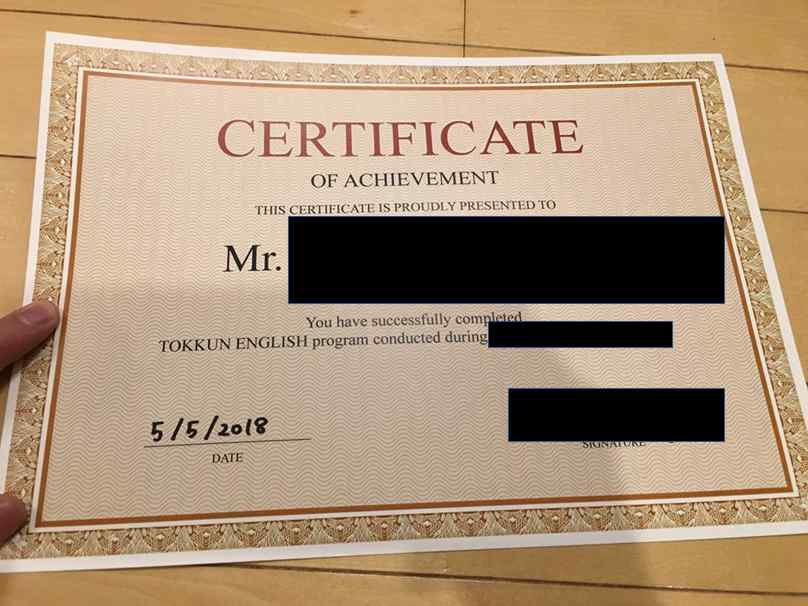 CERTIFICATE
OF ACHIEVEMENT
THIS CERTIFICATE IS PROUDLY PRESENTED TO
Mr.
You have successfully completed
TOKKUN ENGLISH program conducted during
5/5/2018
DATE
SIGNATURE